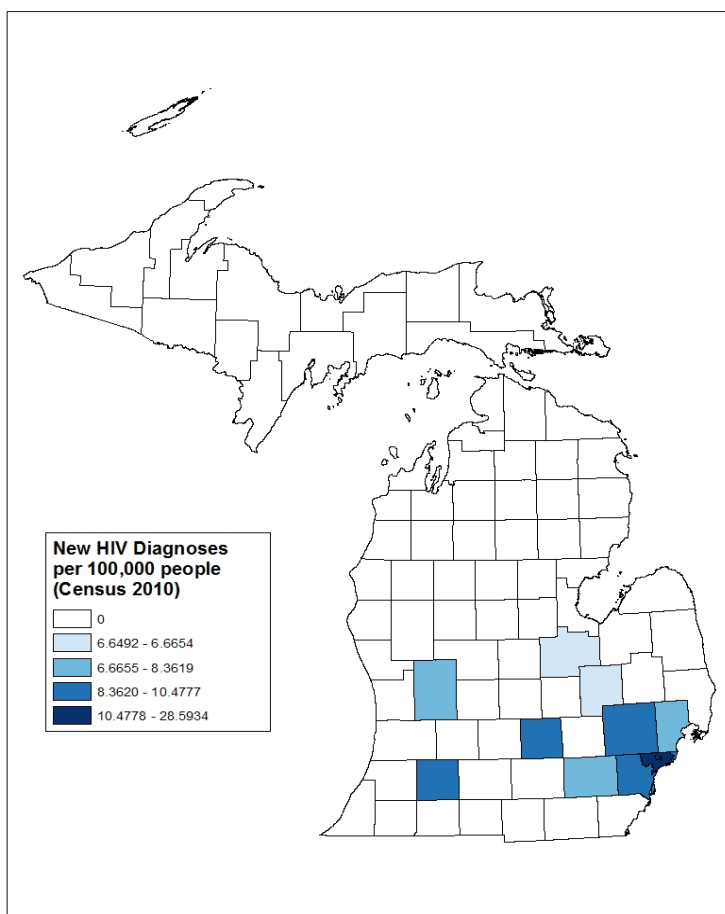 New HIV Diagnoses
per 100,000 people
(Census 2010)
0
6.6492 - 6.6654
6.6655 - 8.3619
8.3620 - 10.4777
10.4778 - 28.5934